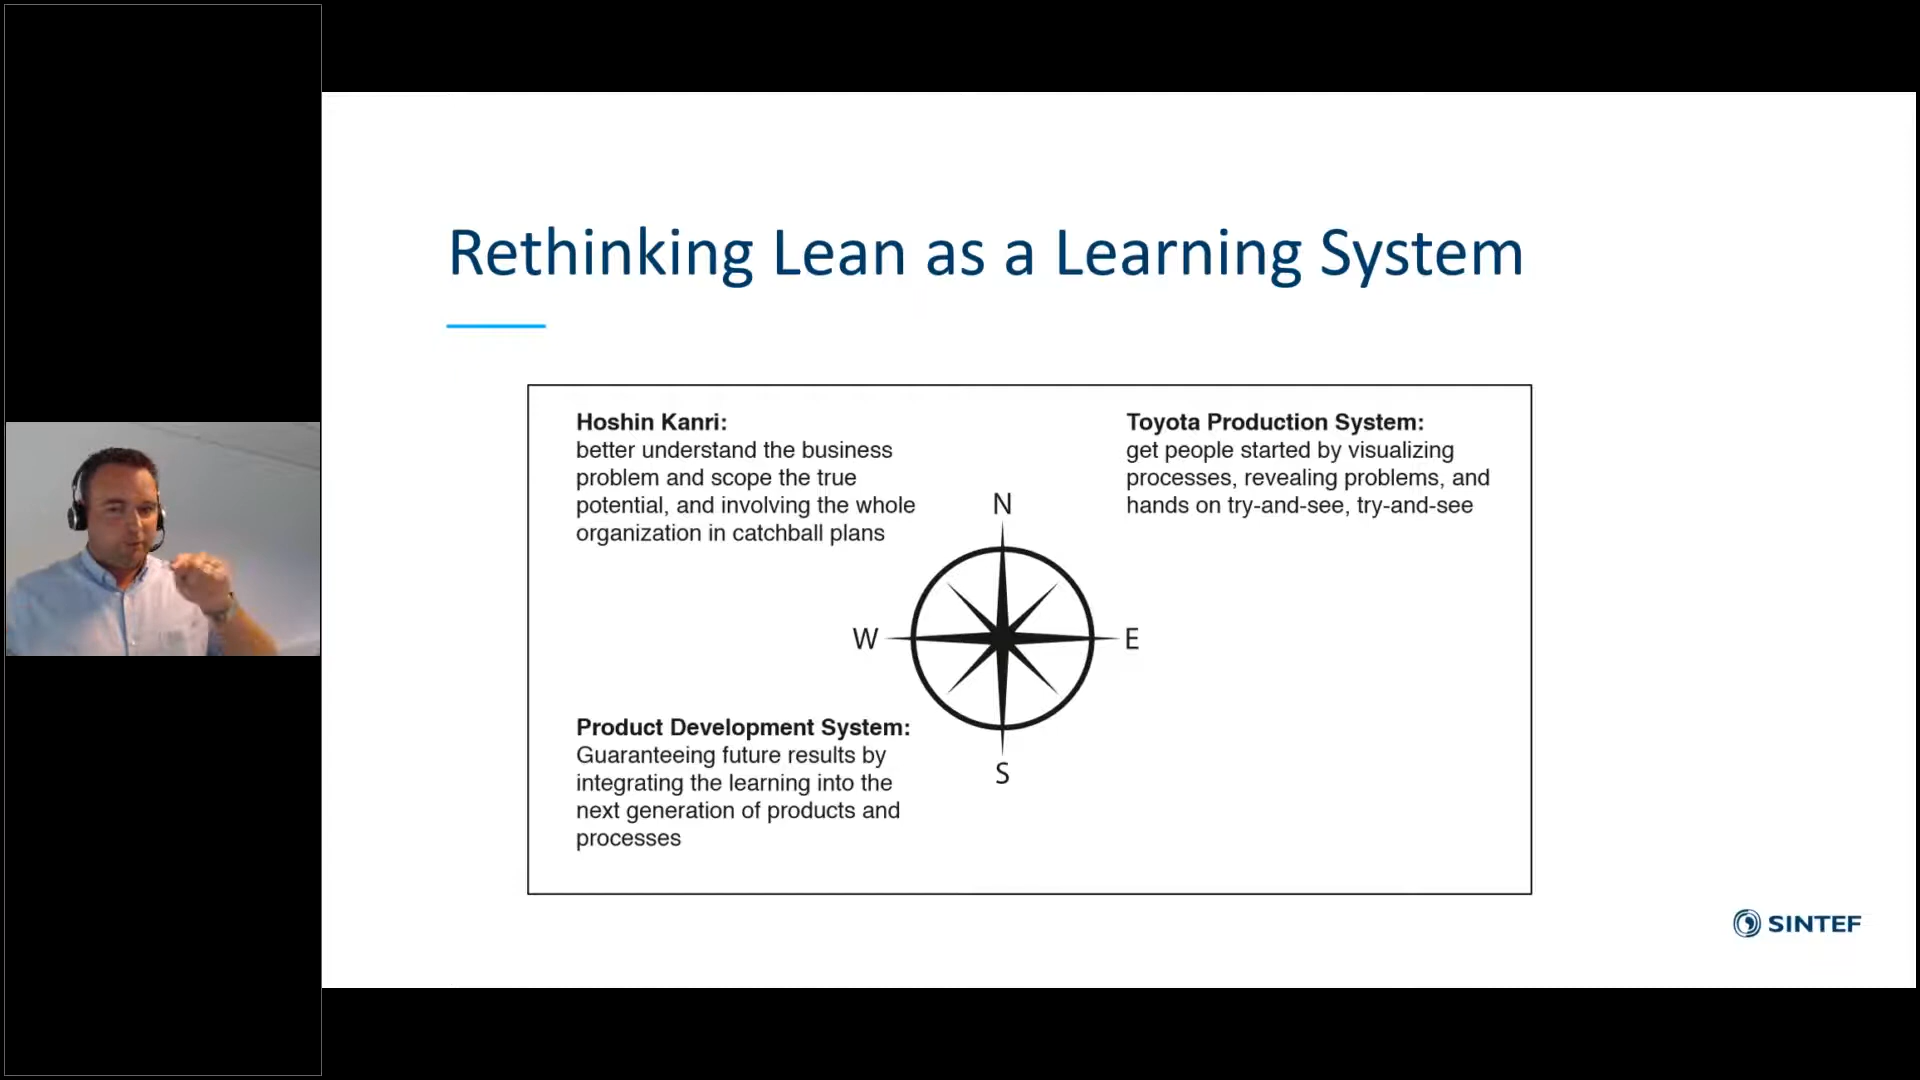 Rethinking Lean as a Learning System
Hoshin Kanri:
better understand the business
problem and scope the true
potential, and involving the whole
organization in catchball plans
Toyota Production System:
get people started by visualizing
processes, revealing problems, and
hands on try-and-see, try-and-see
N
W
E
S
Product Development System:
Guaranteeing future results by
integrating the learning into the
next generation of products and
processes
SINTEF